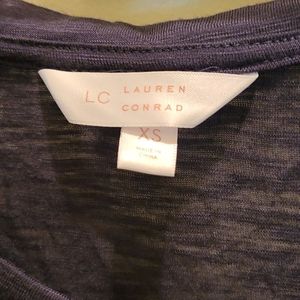 LC LAUREN
CONRAD
XS
MADE IN
CHINA